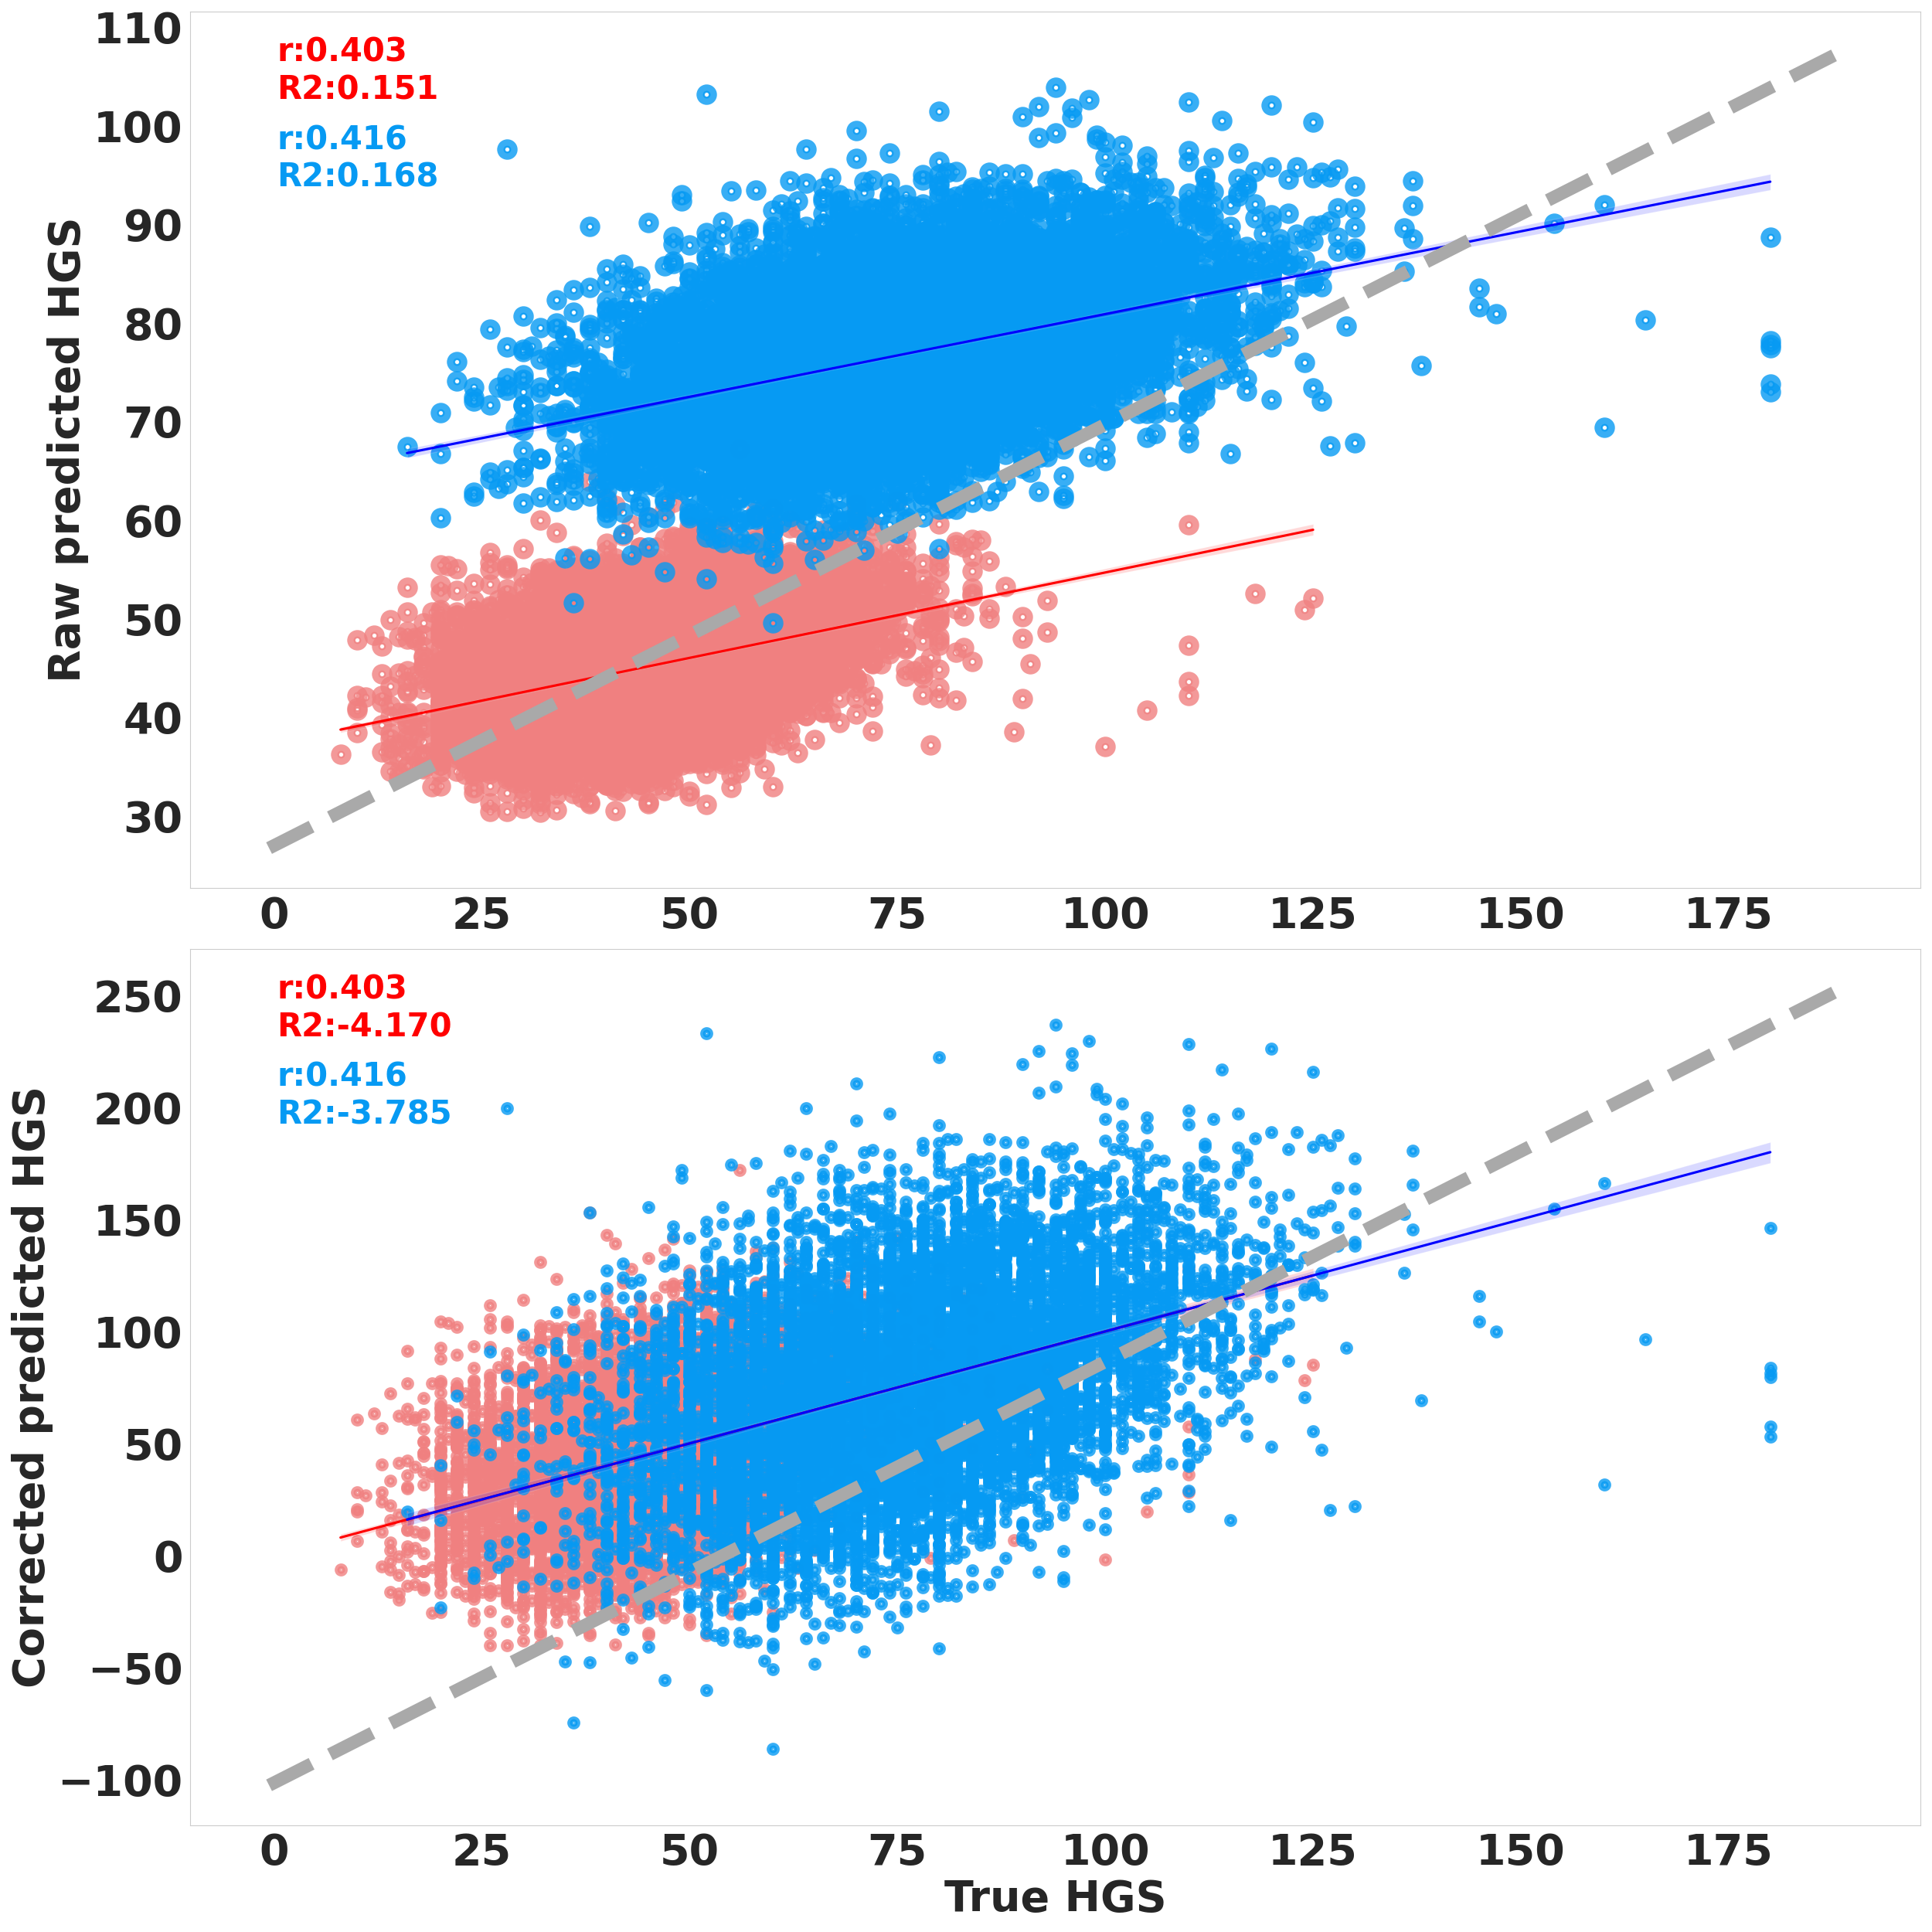 r:0.403
R2:0.151
r:0.416
R2:0.168
Raw predicted HGS
110
100
90
80
70
60
50
40
30
0 25 50 75 100 125 150 175
r:0.403
R2:-4.170
r:0.416
R2:-3.785
Corrected predicted HGS
250
200
150
100
50
0
−50
−100
0 25 50 75 100 125 150 175
True HGS